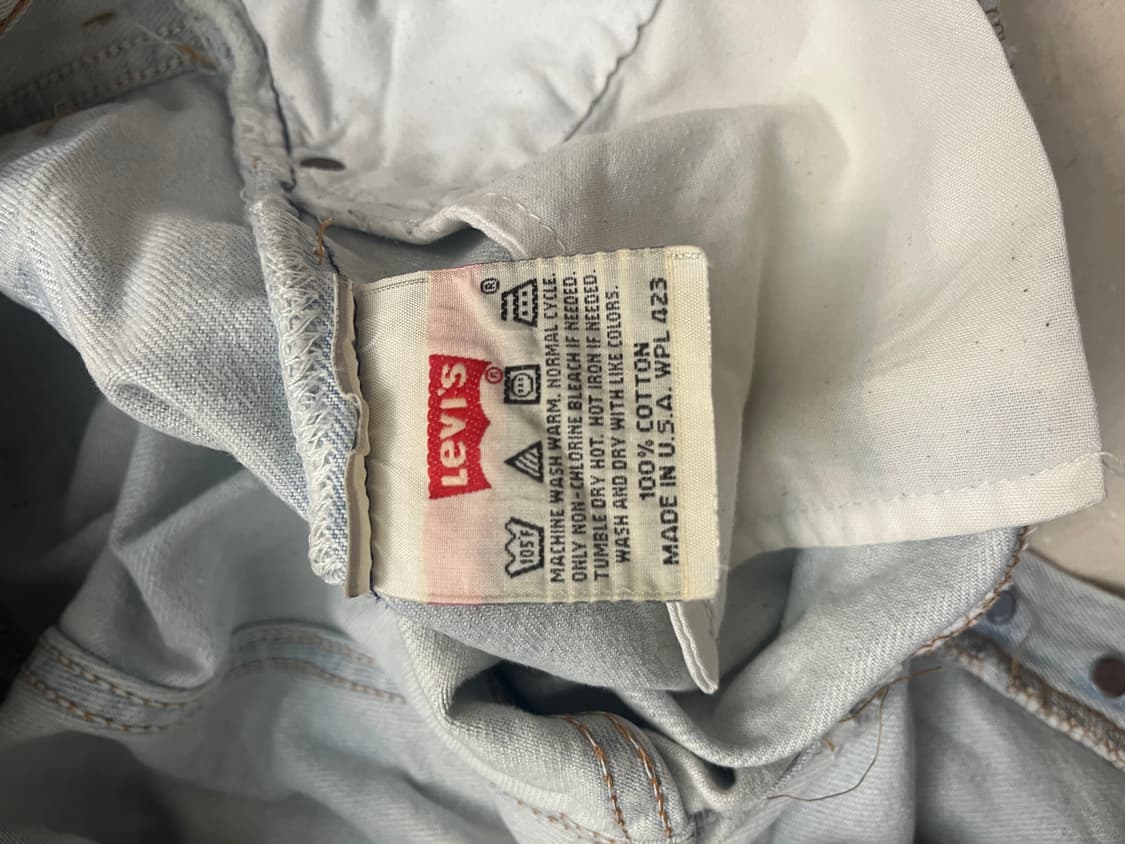 LEVI'S®
®
105F
MACHINE WASH WARM. NORMAL CYCLE.
ONLY NON-CHLORINE BLEACH IF NEEDED.
TUMBLE DRY HOT. HOT IRON IF NEEDED.
WASH AND DRY WITH LIKE COLORS.
100% COTTON
MADE IN U.S.A. WPL 423